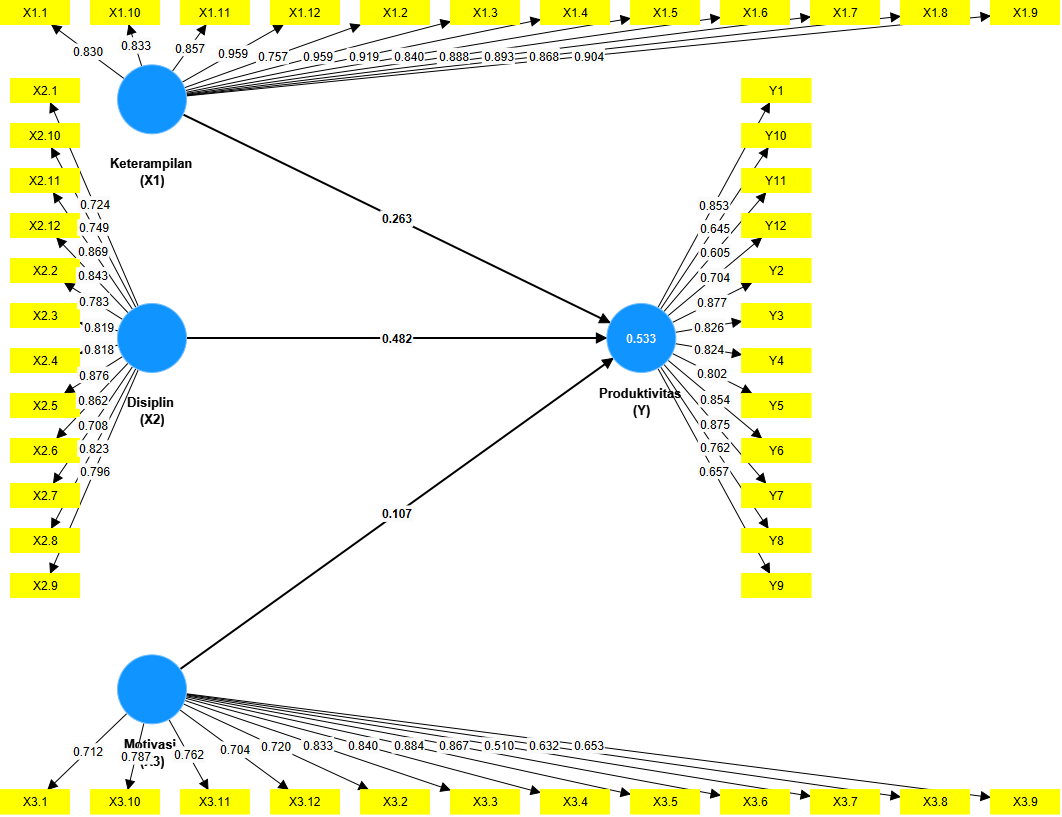 X1.1 X1.10 X1.11 X1.12 X1.2 X1.3 X1.4 X1.5 X1.6 X1.7 X1.8 X1.9
0.830 0.833 0.857 0.959 0.757 0.959 0.919 0.840 0.888 0.893 0.868 0.904
Keterampilan
(X1)
X2.1
X2.10
X2.11
X2.12
X2.2
X2.3
X2.4
X2.5
X2.6
X2.7
X2.8
X2.9
0.724
0.749
0.869
0.843
0.783
0.819
0.818
0.876
0.862
0.708
0.823
0.796
Disiplin
(X2)
0.263
0.482
0.107
0.533
Produktivitas
(Y)
0.853
0.645
0.605
0.704
0.877
0.826
0.824
0.802
0.854
0.875
0.762
0.657
Y1
Y10
Y11
Y12
Y2
Y3
Y4
Y5
Y6
Y7
Y8
Y9
Motivasi
(X3)
0.712 0.787 0.762 0.704 0.720 0.833 0.840 0.884 0.867 0.510 0.632 0.653
X3.1 X3.10 X3.11 X3.12 X3.2 X3.3 X3.4 X3.5 X3.6 X3.7 X3.8 X3.9